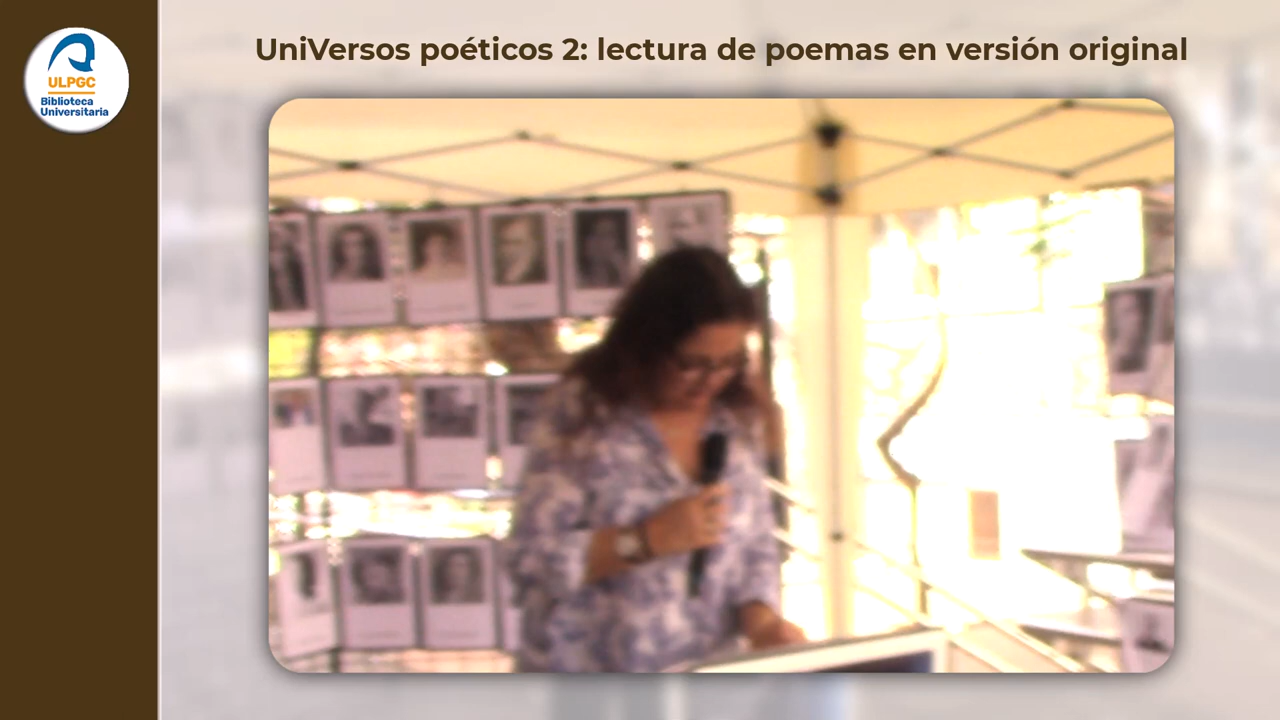 UniVersos poéticos 2: lectura de poemas en versión original
ULPGC
Biblioteca
Universitaria